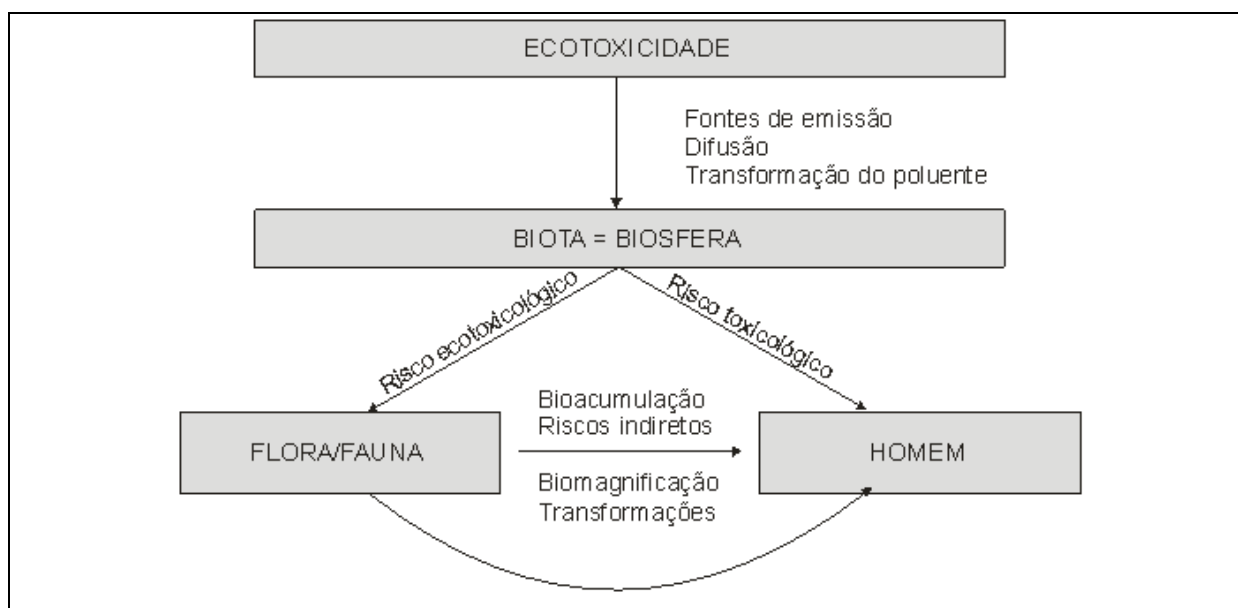 ECOTOXICIDADE
Fontes de emissão
Difusão
Transformação do poluente
BIOTA = BIOSFERA
Risco ecotoxicológico
Risco toxicológico
Bioacumulação
Riscos indiretos
FLORA/FAUNA
HOMEM
Biomagnificação
Transformações